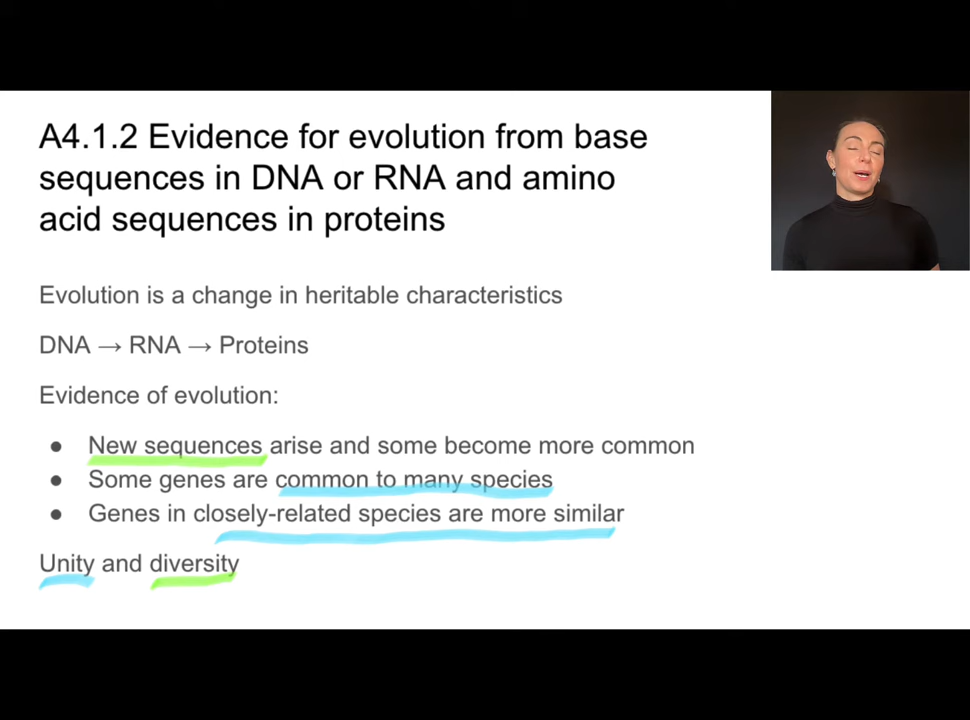 A4.1.2 Evidence for evolution from base
sequences in DNA or RNA and amino
acid sequences in proteins
Evolution is a change in heritable characteristics
DNA → RNA → Proteins
Evidence of evolution:
● New sequences arise and some become more common
● Some genes are common to many species
● Genes in closely-related species are more similar
Unity and diversity